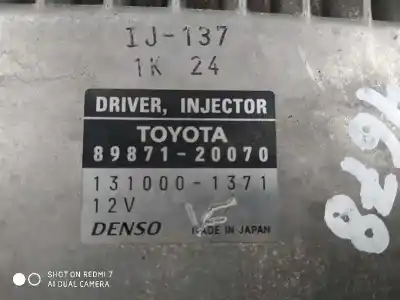 IJ-137
1K 24
DRIVER, INJECTOR
TOYOTA
89871-20070
131000-1371
12V
DENSO MADE IN JAPAN
SHOT ON REDMI 7
AI DUAL CAMERA